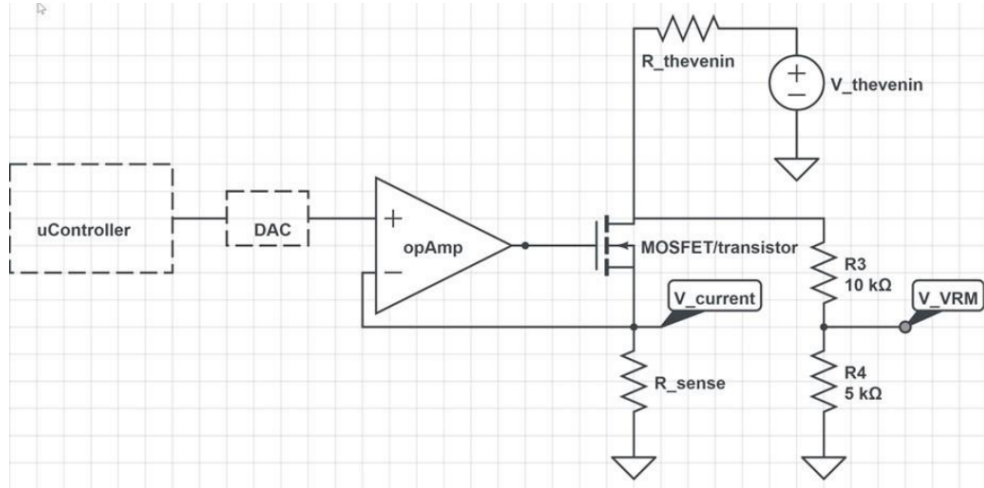 R_thevenin
+
−
V_thevenin
uController
DAC
+
−
opAmp
MOSFET/transistor
R3
10 kΩ
V_current
V_VRM
R_sense
R4
5 kΩ